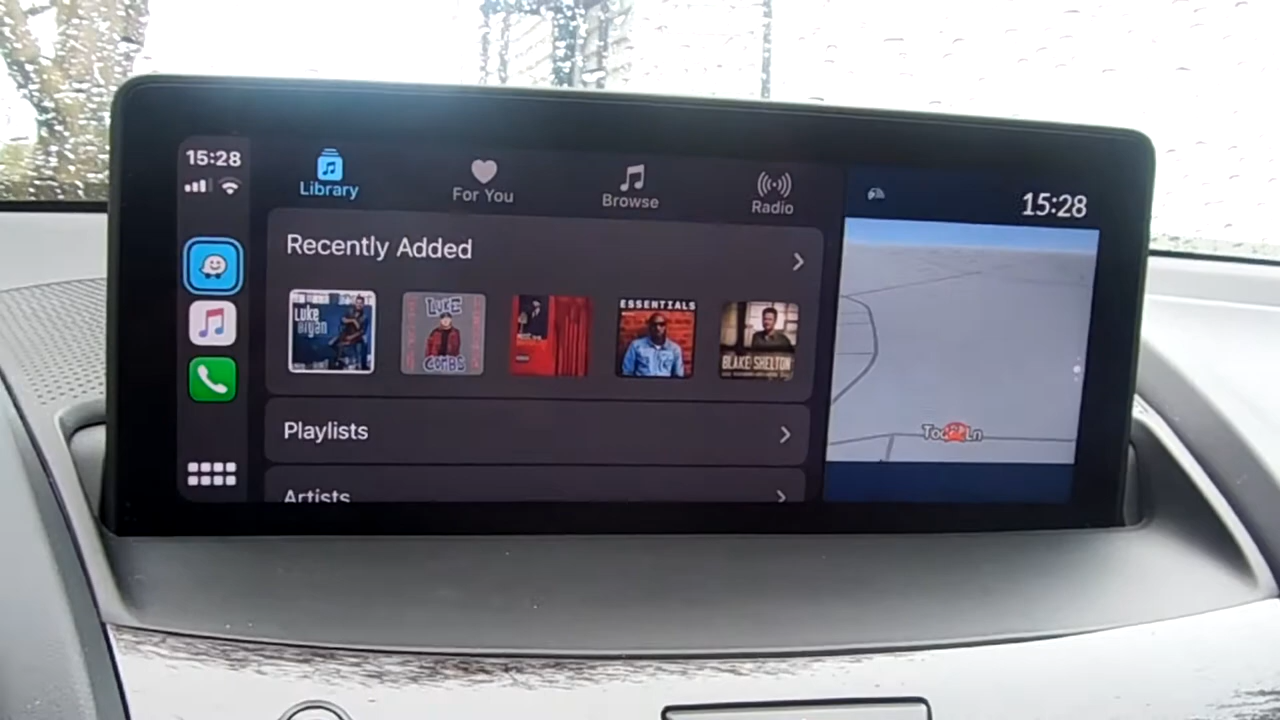 15:28
Library
For You
Browse
Radio
15:28
Recently Added
Luke
Bryan
LUKE
COMBS
ESSENTIALS
BLAKE SHELTON
Playlists
Artists